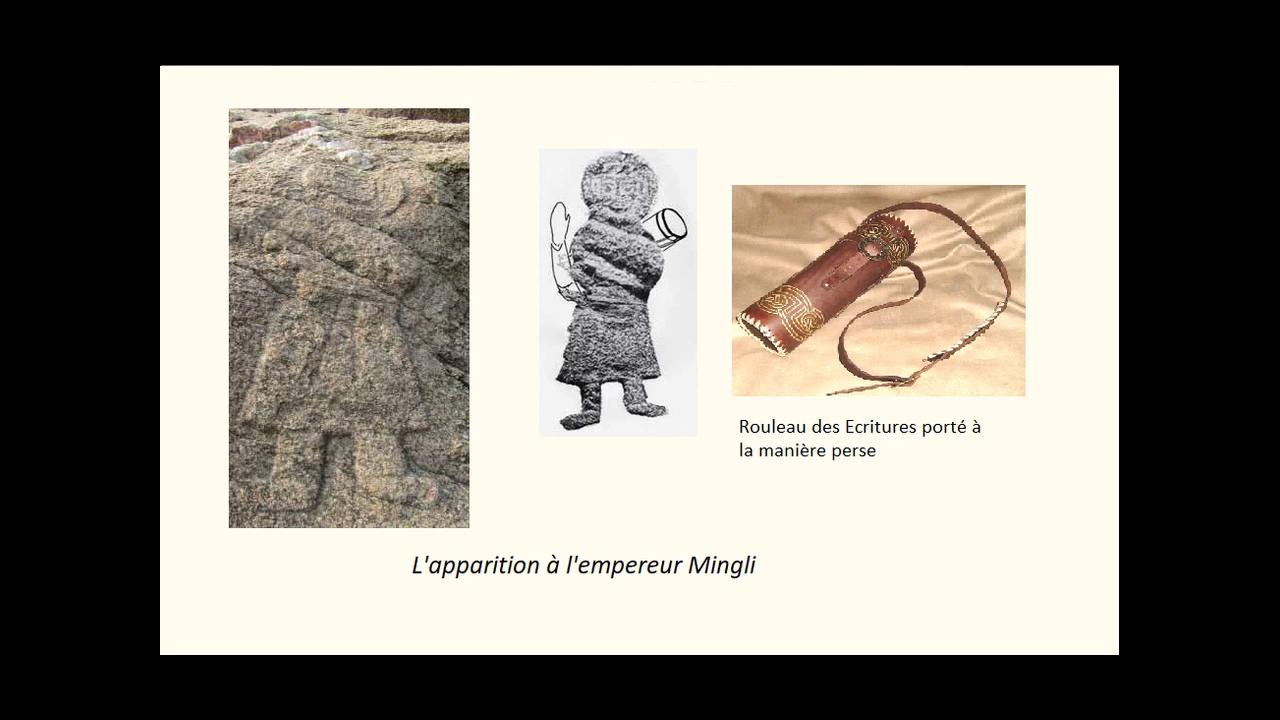 Rouleau des Ecritures porté à
la manière perse
L'apparition à l'empereur Mingli